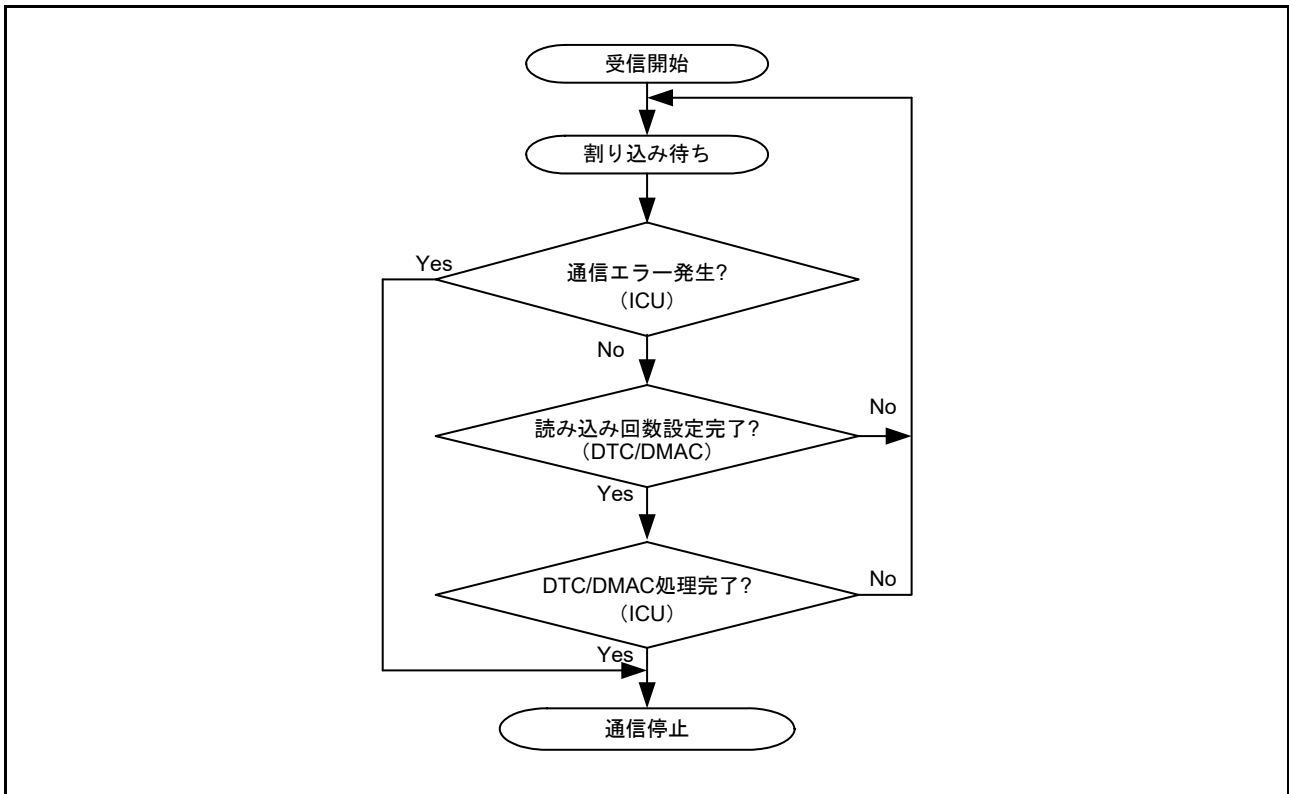 受信開始
割り込み待ち
Yes
通信エラー発生?
（ICU）
No
読み込み回数設定完了?
（DTC/DMAC）
No
Yes
DTC/DMAC処理完了?
（ICU）
No
Yes
通信停止